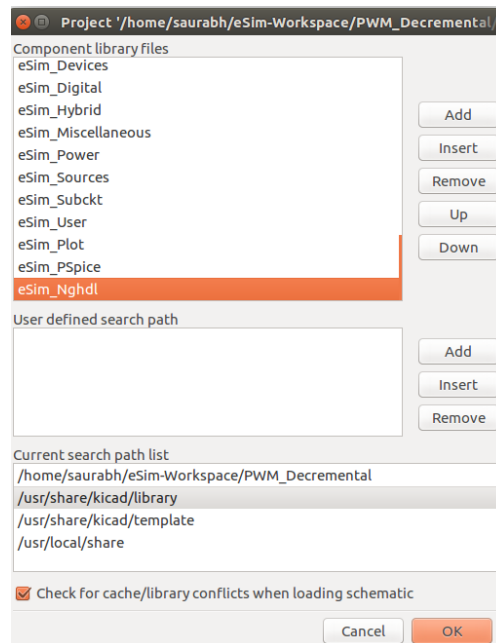 Project '/home/saurabh/eSim-Workspace/PWM_Decremental/
Component library files
eSim_Devices
eSim_Digital
eSim_Hybrid
eSim_Miscellaneous
eSim_Power
eSim_Sources
eSim_Subckt
eSim_User
eSim_Plot
eSim_PSpice
eSim_Nghdl
Add
Insert
Remove
Up
Down
User defined search path
Add
Insert
Remove
Current search path list
/home/saurabh/eSim-Workspace/PWM_Decremental
/usr/share/kicad/library
/usr/share/kicad/template
/usr/local/share
Check for cache/library conflicts when loading schematic
Cancel
OK